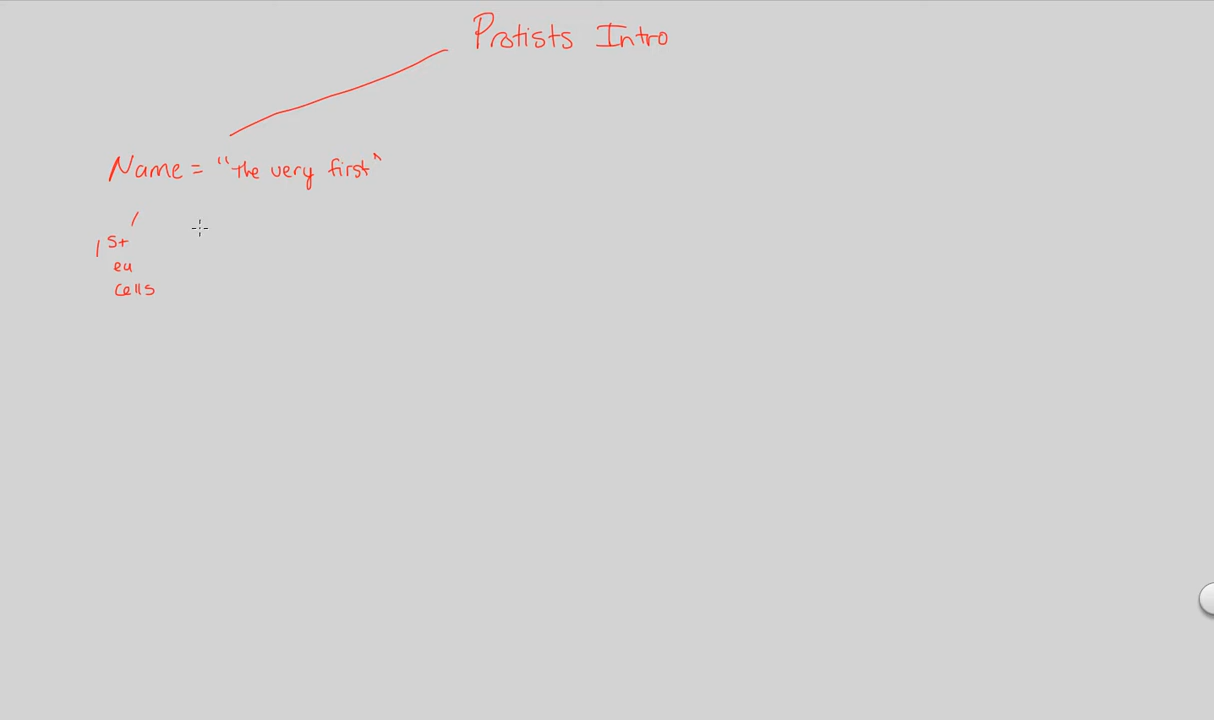 Protists Intro
Name = "the very first"
1st
eu
cells